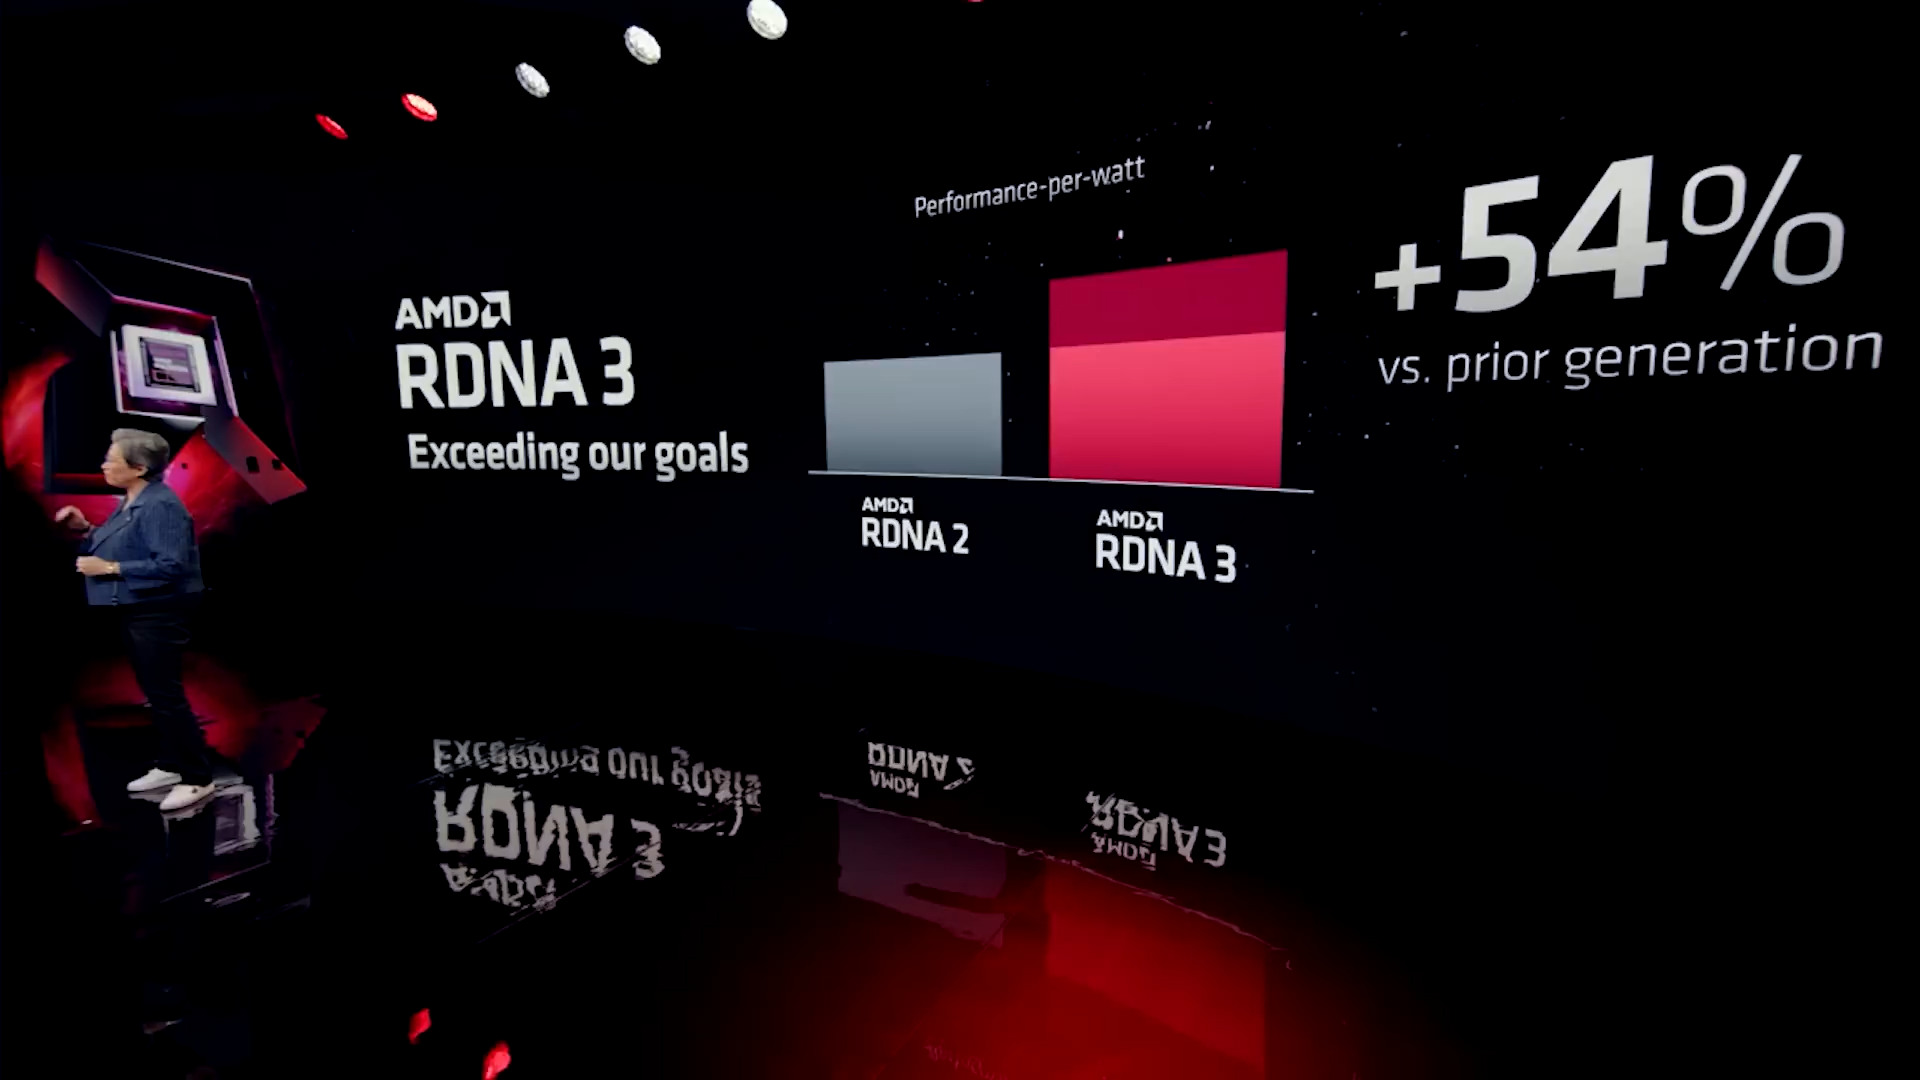 AMD
RDNA 3
Exceeding our goals
Performance-per-watt
AMD
RDNA 2
AMD
RDNA 3
+54%
vs. prior generation